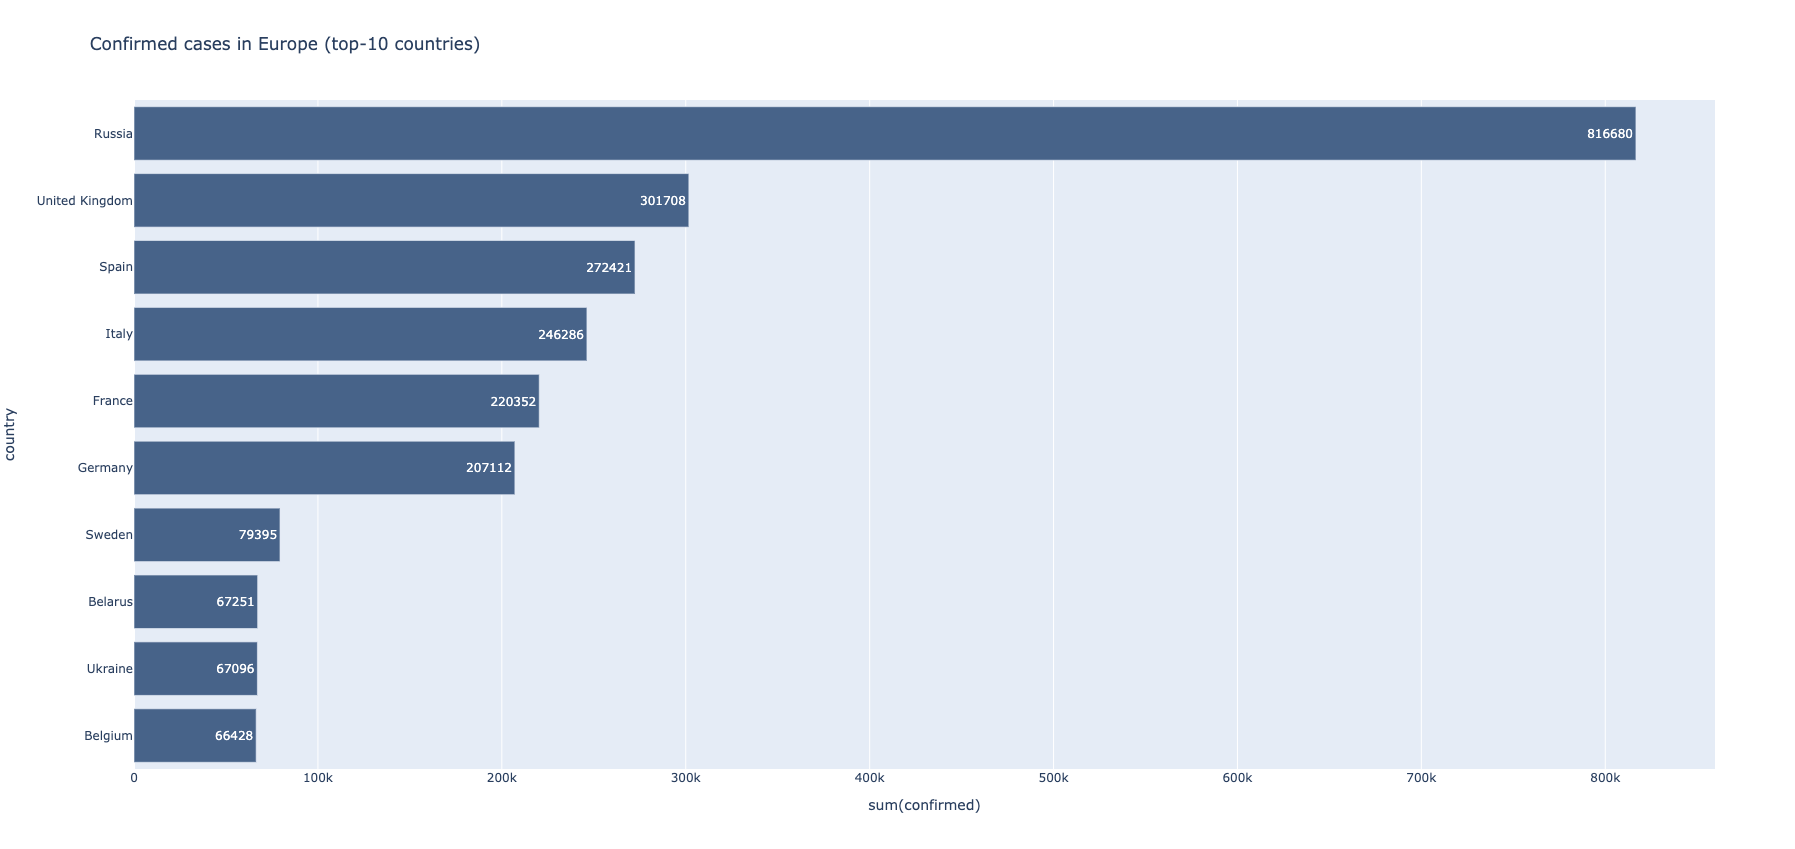 Confirmed cases in Europe (top-10 countries)
Russia 816680
United Kingdom 301708
Spain 272421
Italy 246286
France 220352
Germany 207112
Sweden 79395
Belarus 67251
Ukraine 67096
Belgium 66428
0 100k 200k 300k 400k 500k 600k 700k 800k
sum(confirmed)
country